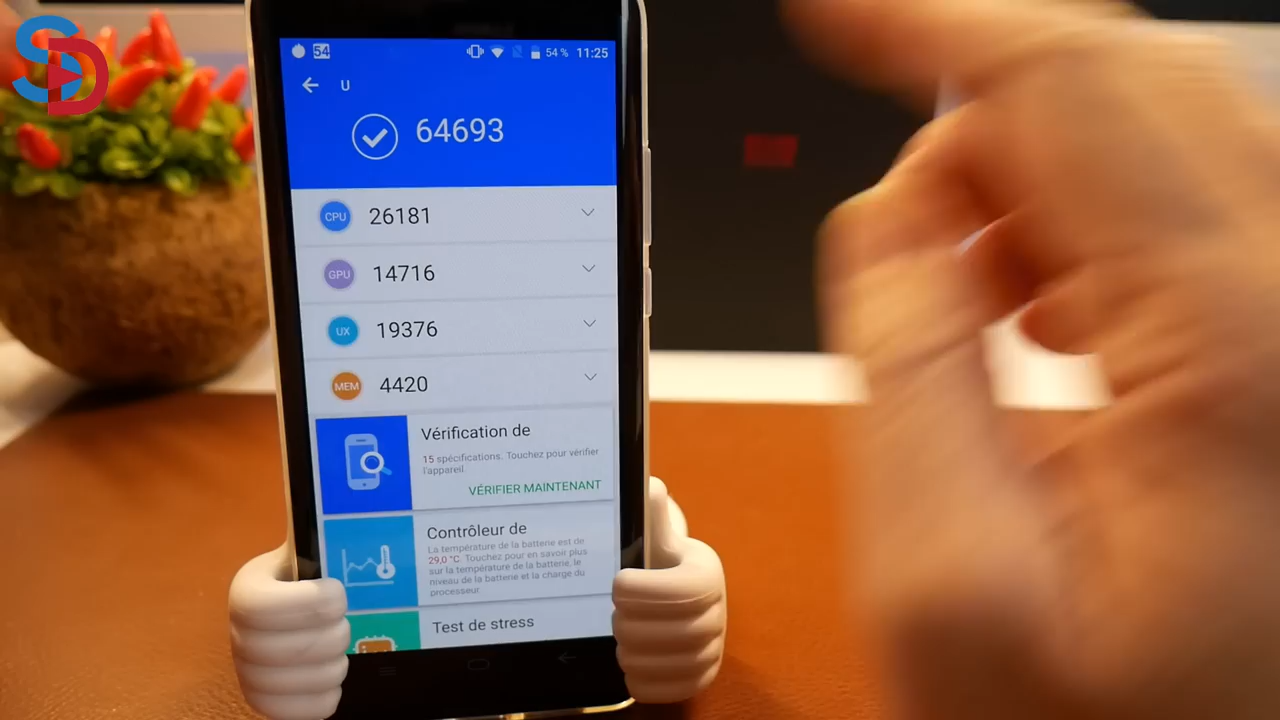 SD
54
54 %
11:25
U
64693
CPU 26181
GPU 14716
UX 19376
MEM 4420
Vérification de
15 spécifications. Touchez pour vérifier
l'appareil.
VÉRIFIER MAINTENANT
Contrôleur de
La température de la batterie est de
29,0 °C. Touchez pour en savoir plus
sur la température de la batterie, le
niveau de la batterie et la charge du
processeur.
Test de stress